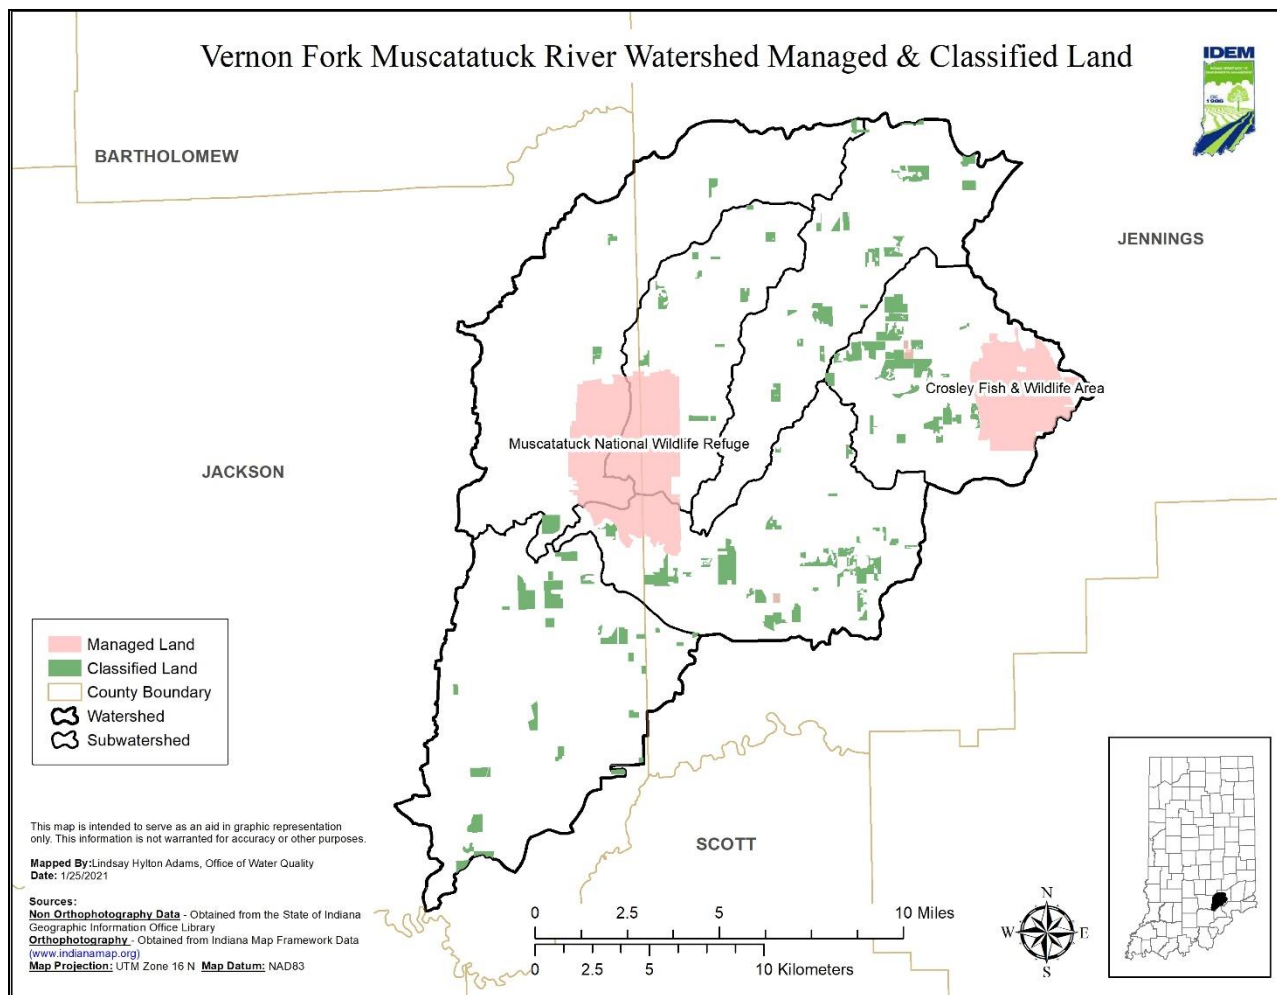 Vernon Fork Muscatatuck River Watershed Managed & Classified Land
IDEM
1986
BARTHOLOMEW
JENNINGS
Crosley Fish & Wildlife Area
Muscatatuck National Wildlife Refuge
JACKSON
Managed Land
Classified Land
County Boundary
Watershed
Subwatershed
SCOTT
This map is intended to serve as an aid in graphic representation
only. This information is not warranted for accuracy or other purposes.
Mapped By:Lindsay Hylton Adams, Office of Water Quality
Date: 1/25/2021
Sources:
Non Orthophotography Data - Obtained from the State of Indiana
Geographic Information Office Library
Orthophotography - Obtained from Indiana Map Framework Data
(www.indianamap.org)
Map Projection: UTM Zone 16 N Map Datum: NAD83
0 2.5 5 10 Miles
0 2.5 5 10 Kilometers
N
W E
S